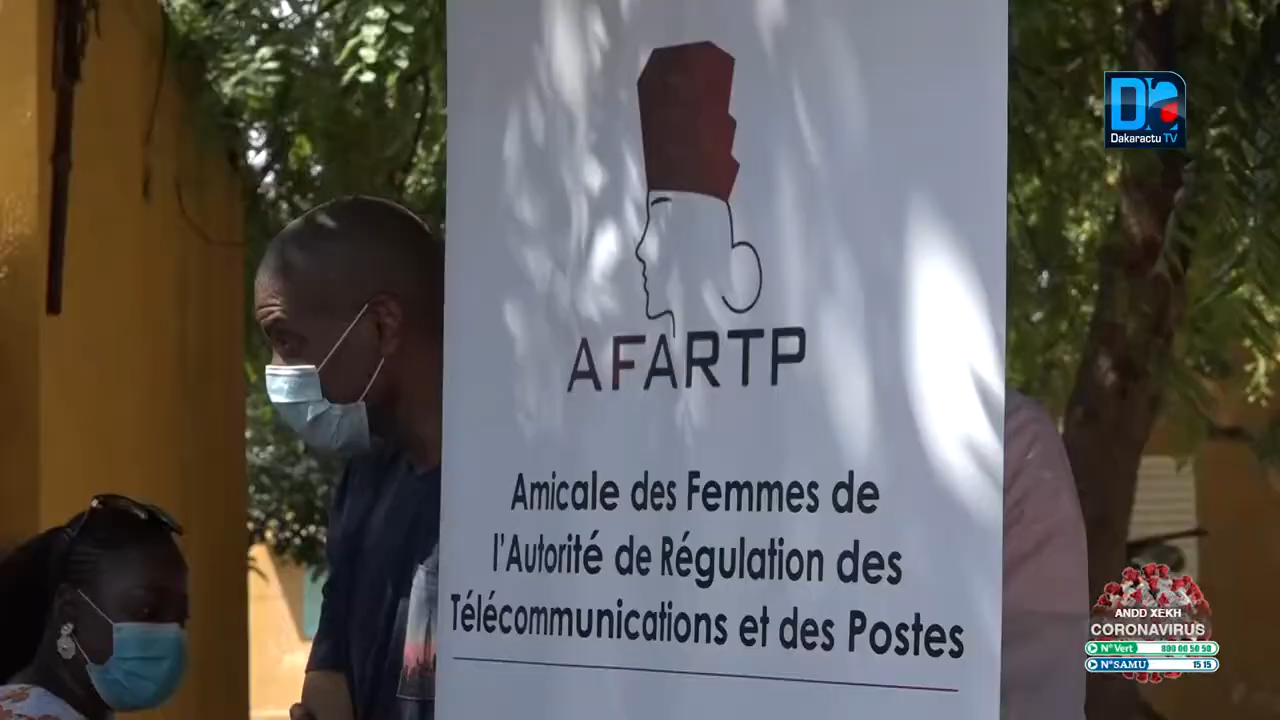 DN
Dakaractu TV
AFARTP
Amicale des Femmes de
l'Autorité de Régulation des
Télécommunications et des Postes
ANDD XEKH
CORONAVIRUS
N° Vert 800 00 50 50
N° SAMU 15 15